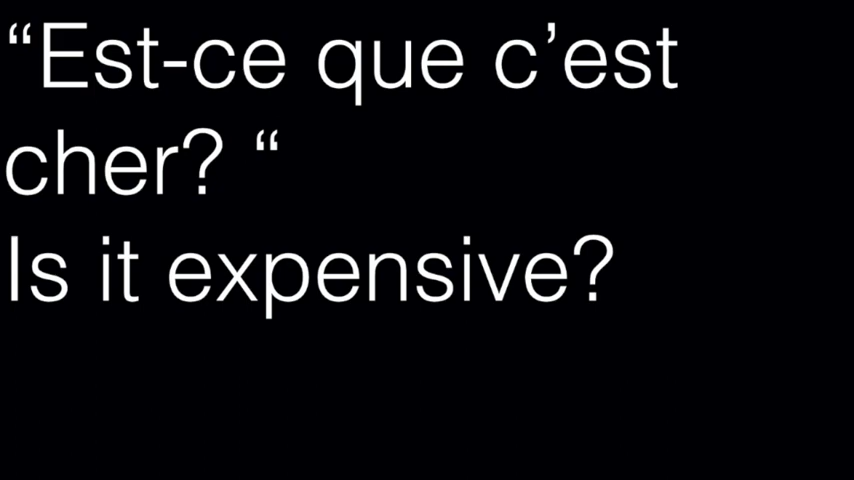 “Est-ce que c’est
cher? “
Is it expensive?